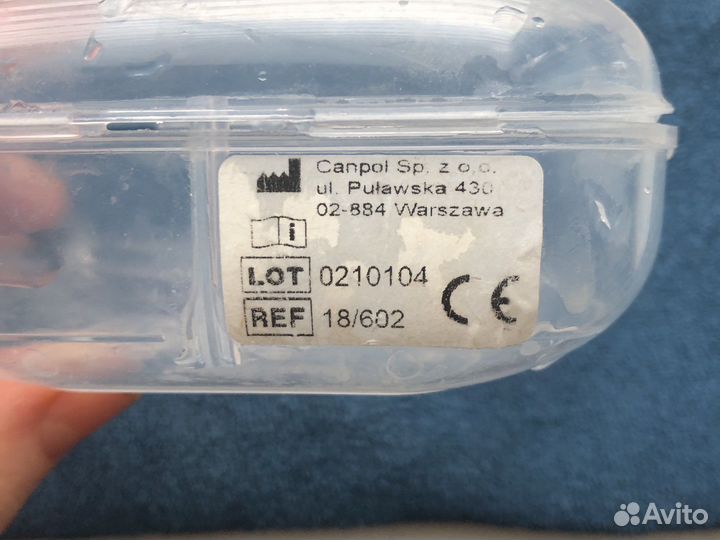 Canpol Sp. z o.o.
ul. Puławska 430
02-884 Warszawa
i
LOT 0210104
REF 18/602
CE
Avito